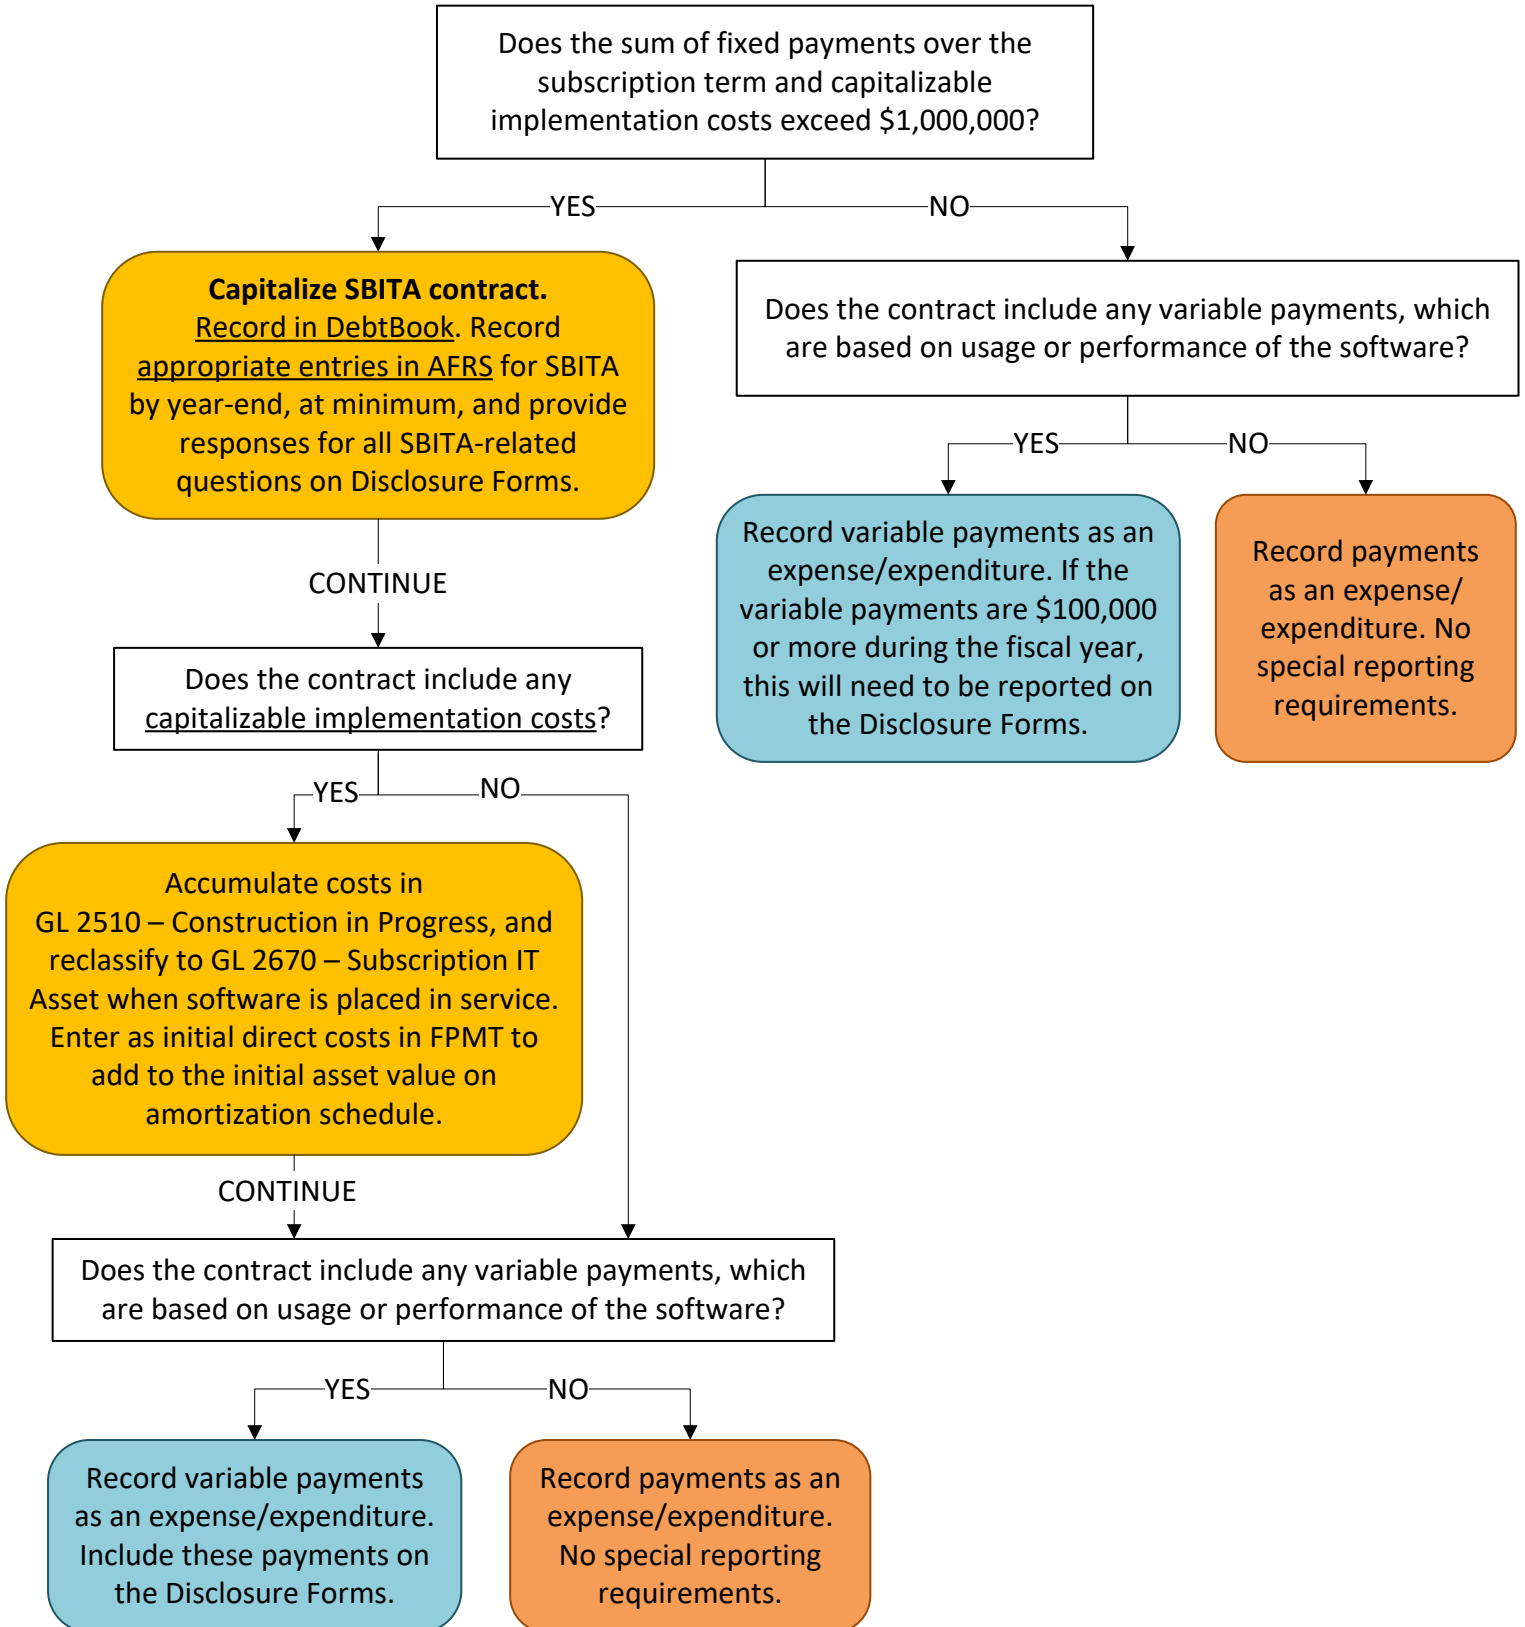 Does the sum of fixed payments over the
subscription term and capitalizable
implementation costs exceed $1,000,000?
YES
NO
Capitalize SBITA contract.
Record in DebtBook. Record
appropriate entries in AFRS for SBITA
by year-end, at minimum, and provide
responses for all SBITA-related
questions on Disclosure Forms.
Does the contract include any variable payments, which
are based on usage or performance of the software?
YES
NO
Record variable payments as an
expense/expenditure. If the
variable payments are $100,000
or more during the fiscal year,
this will need to be reported on
the Disclosure Forms.
Record payments
as an expense/
expenditure. No
special reporting
requirements.
CONTINUE
Does the contract include any
capitalizable implementation costs?
YES
NO
Accumulate costs in
GL 2510 – Construction in Progress, and
reclassify to GL 2670 – Subscription IT
Asset when software is placed in service.
Enter as initial direct costs in FPMT to
add to the initial asset value on
amortization schedule.
CONTINUE
Does the contract include any variable payments, which
are based on usage or performance of the software?
YES
NO
Record variable payments
as an expense/expenditure.
Include these payments on
the Disclosure Forms.
Record payments as an
expense/expenditure.
No special reporting
requirements.